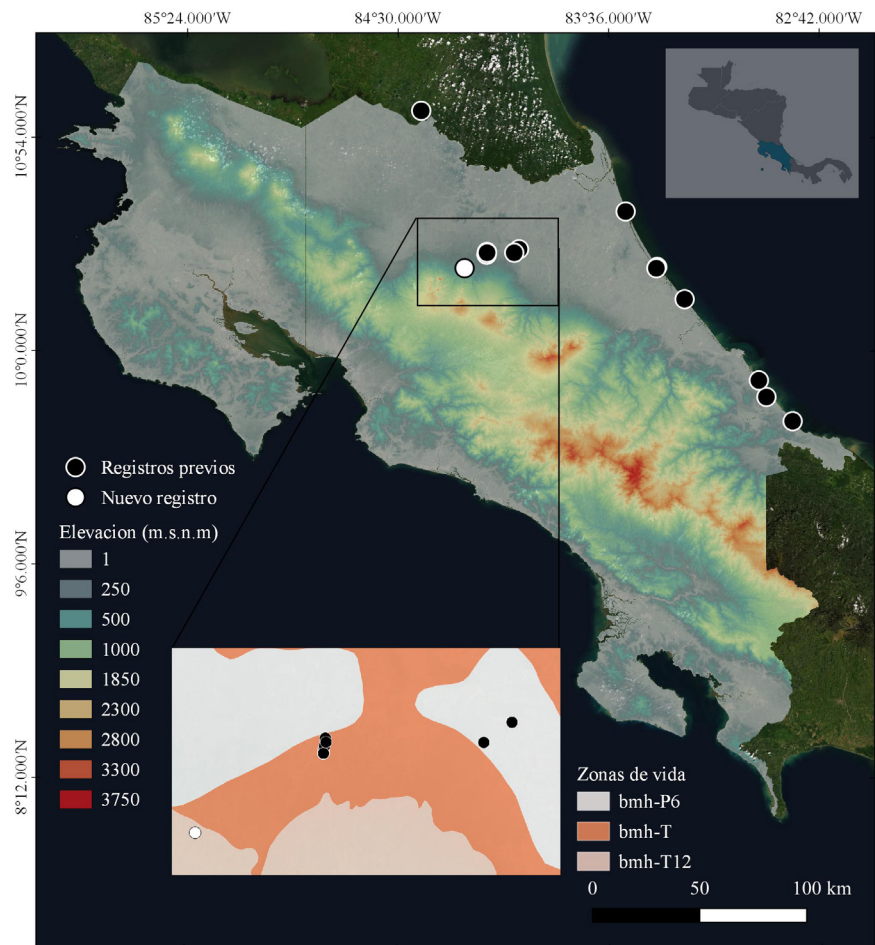 85°24.000'W 84°30.000'W 83°36.000'W 82°42.000'W
10°54.000'N
10°0.000'N
9°6.000'N
8°12.000'N
Registros previos
Nuevo registro
Elevacion (m.s.n.m)
1
250
500
1000
1850
2300
2800
3300
3750
Zonas de vida
bmh-P6
bmh-T
bmh-T12
0 50 100 km